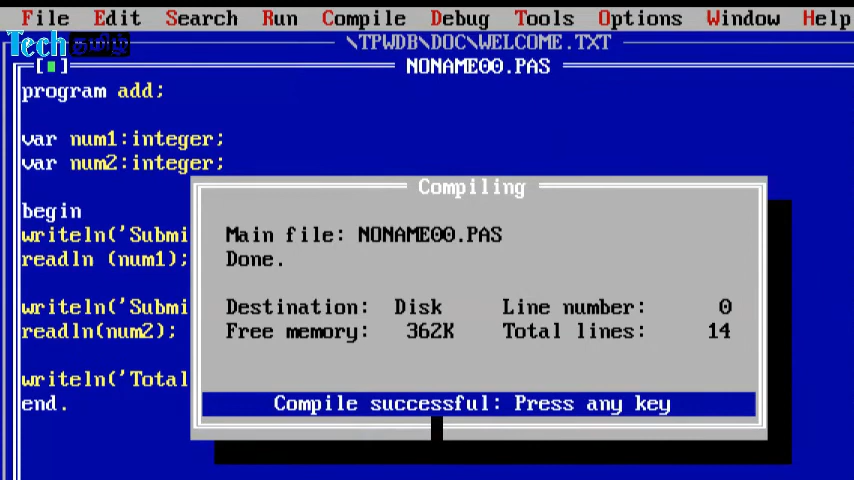 File Edit Search Run Compile Debug Tools Options Window Help
Tech தமிழ்
\TPWDB\DOC\WELCOME.TXT
[■] NONAME00.PAS
program add;
var num1:integer;
var num2:integer;
Compiling
begin
writeln('Submi
Main file: NONAME00.PAS
readln (num1);
Done.
writeln('Submi
Destination: Disk Line number: 0
readln(num2);
Free memory: 362K Total lines: 14
writeln('Total
end.
Compile successful: Press any key